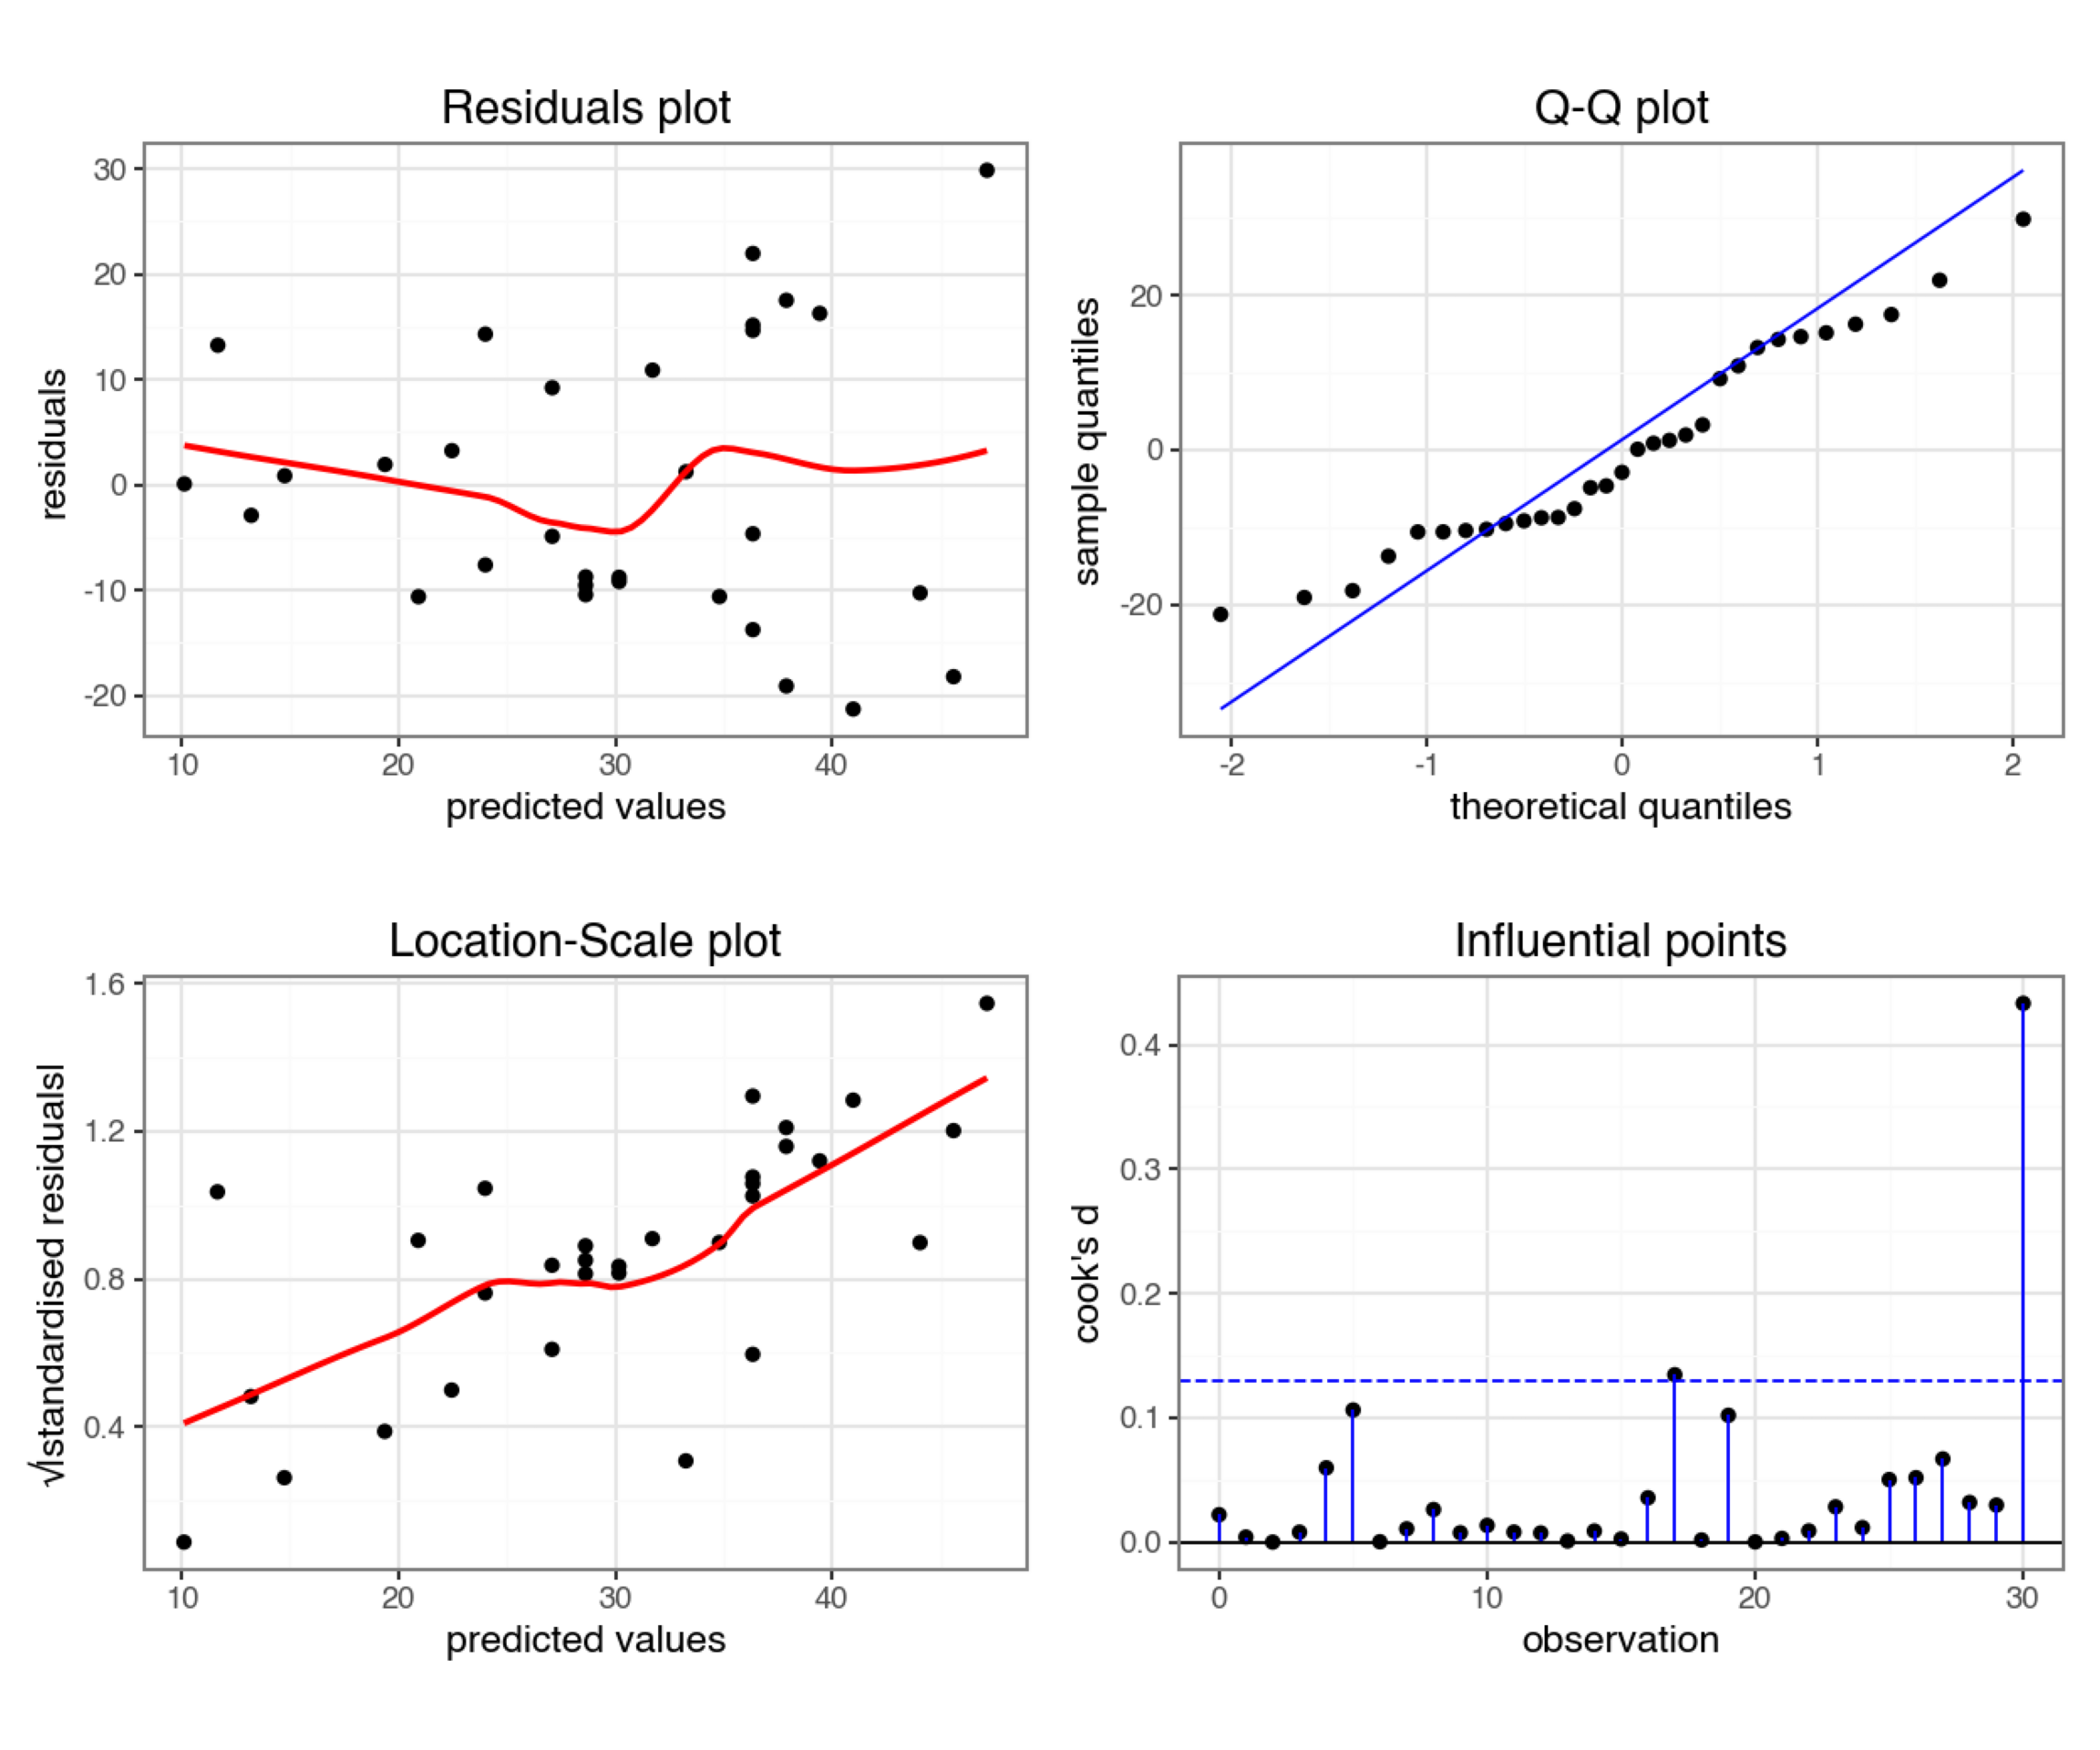 Residuals plot
30
20
10
0
-10
-20
residuals
10 20 30 40
predicted values
Q-Q plot
20
0
-20
sample quantiles
-2 -1 0 1 2
theoretical quantiles
Location-Scale plot
1.6
1.2
0.8
0.4
√|standardised residuals|
10 20 30 40
predicted values
Influential points
0.4
0.3
0.2
0.1
0.0
cook's d
0 10 20 30
observation